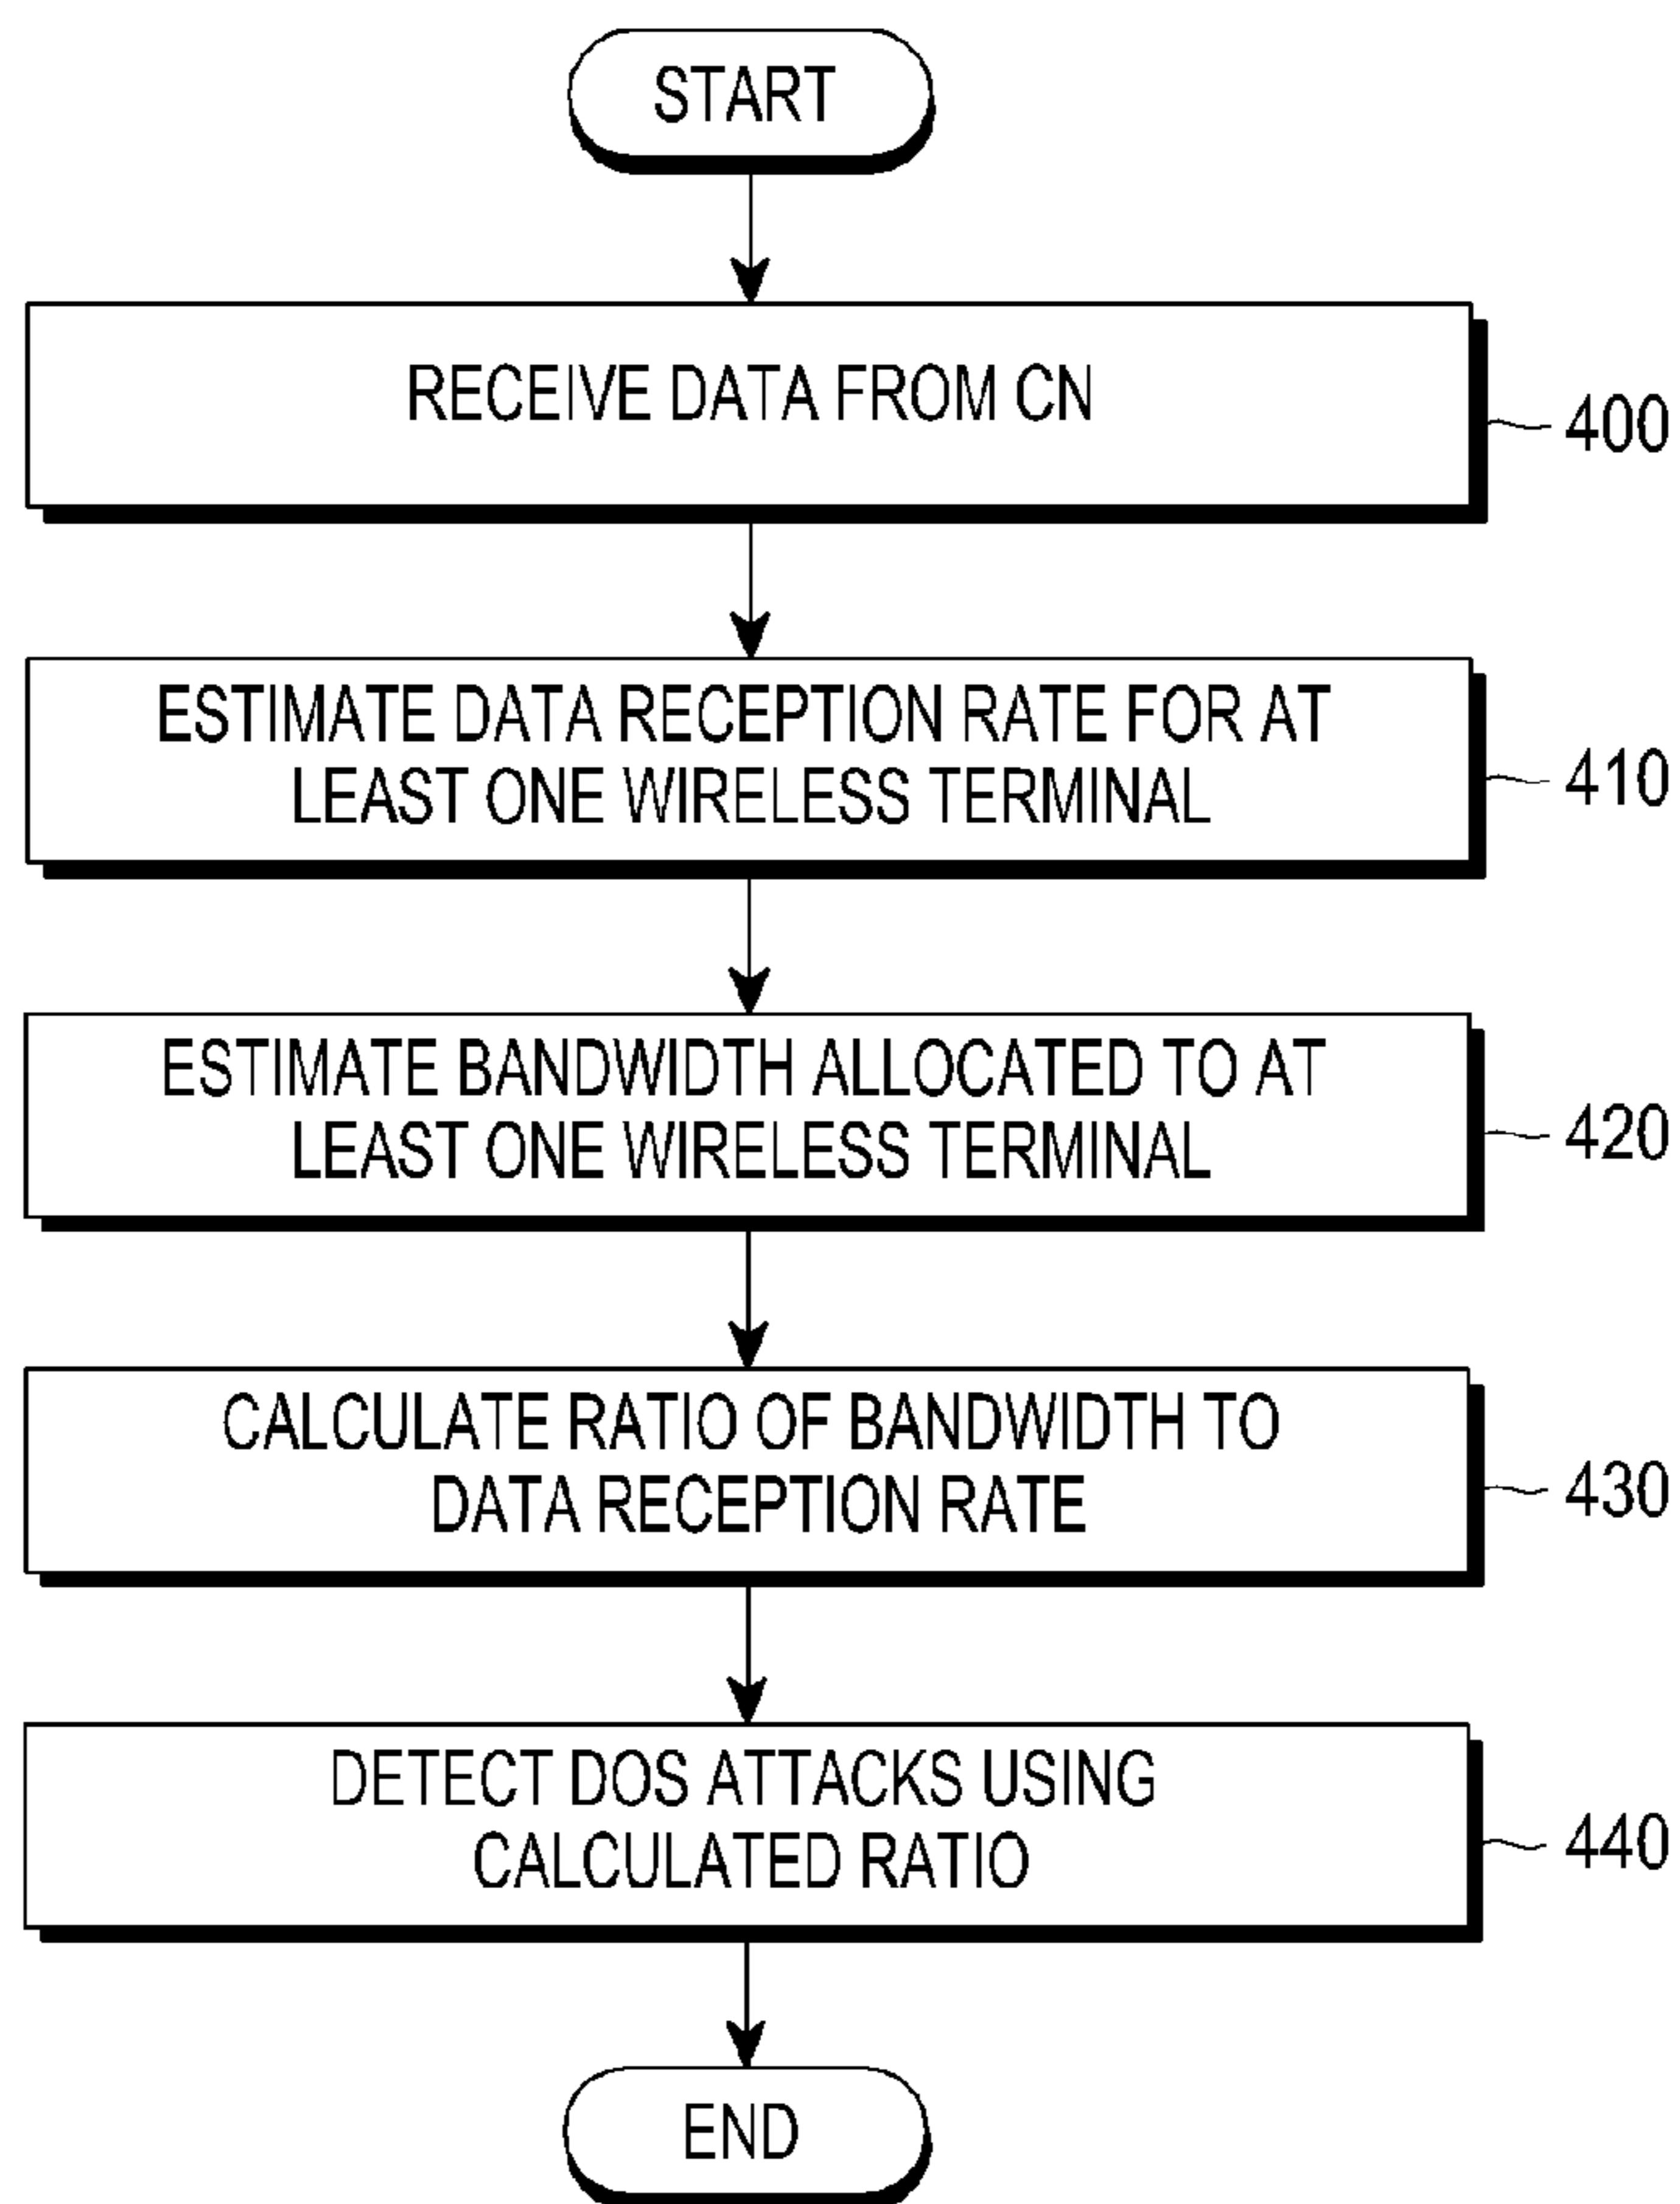 START
RECEIVE DATA FROM CN
400
ESTIMATE DATA RECEPTION RATE FOR AT
LEAST ONE WIRELESS TERMINAL
410
ESTIMATE BANDWIDTH ALLOCATED TO AT
LEAST ONE WIRELESS TERMINAL
420
CALCULATE RATIO OF BANDWIDTH TO
DATA RECEPTION RATE
430
DETECT DOS ATTACKS USING
CALCULATED RATIO
440
END